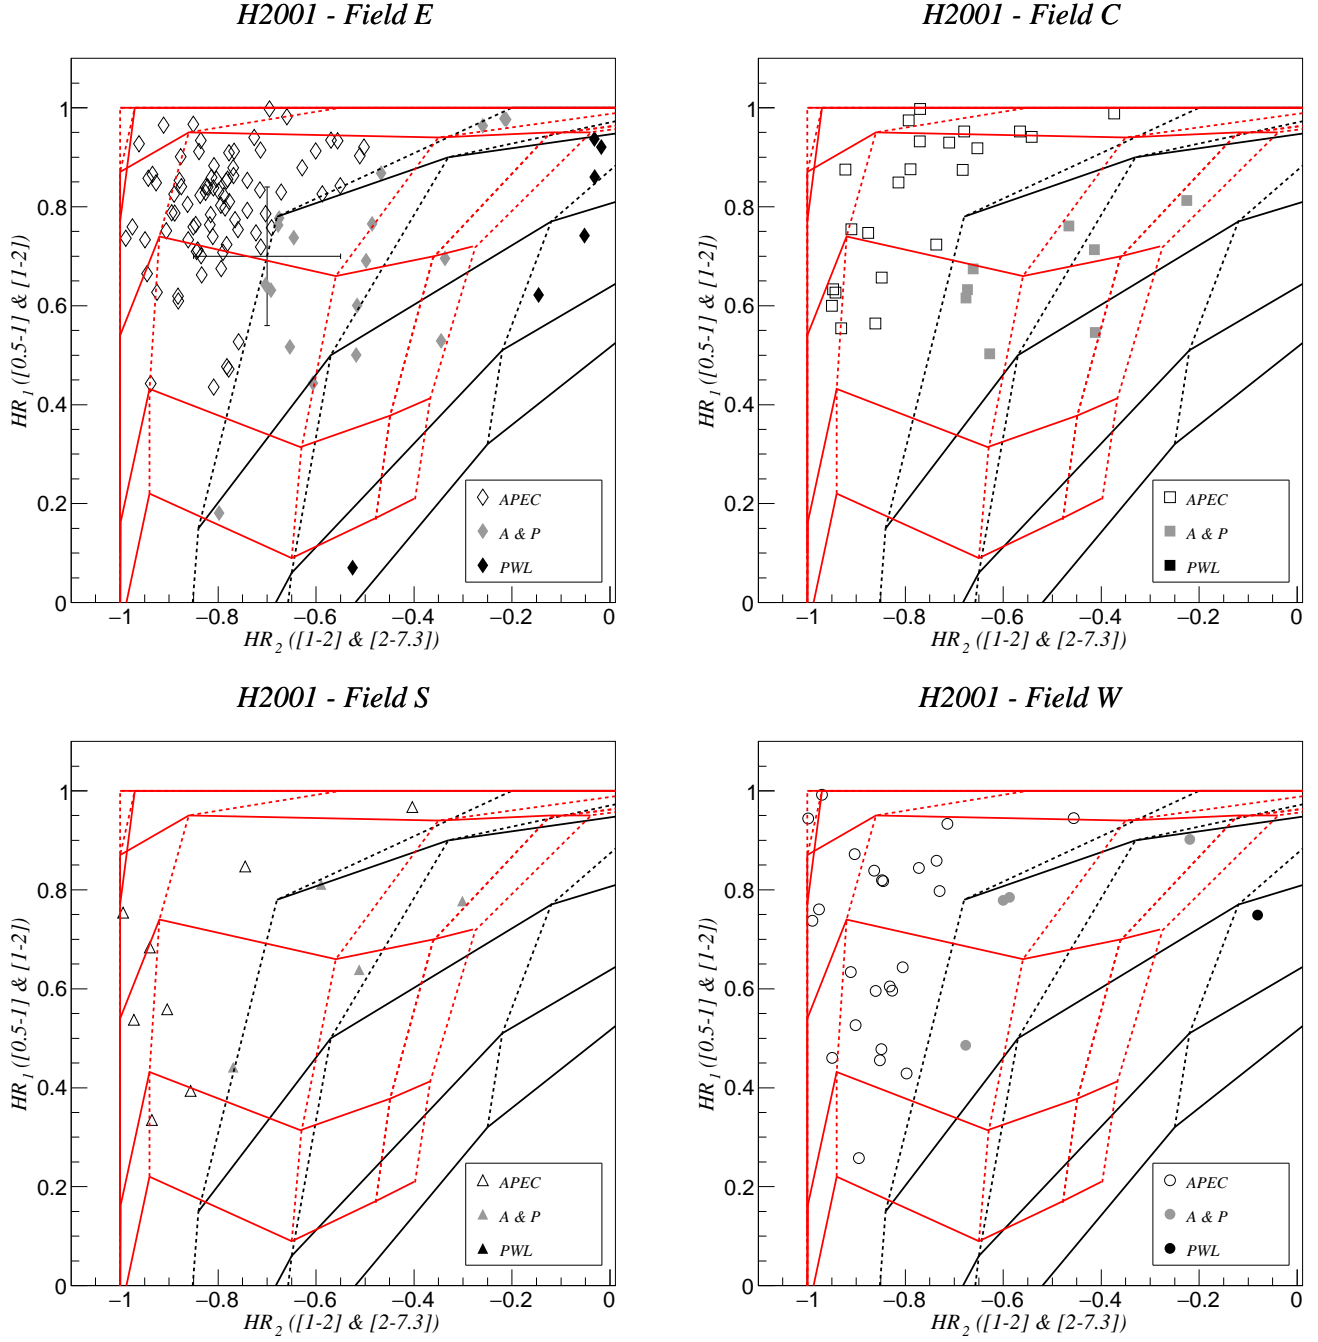 H2001 - Field E
HR1 ([0.5-1] & [1-2])
1
0.8
0.6
0.4
0.2
0
APEC
A & P
PWL
−1 −0.8 −0.6 −0.4 −0.2 0
HR2 ([1-2] & [2-7.3])
H2001 - Field C
HR1 ([0.5-1] & [1-2])
1
0.8
0.6
0.4
0.2
0
APEC
A & P
PWL
−1 −0.8 −0.6 −0.4 −0.2 0
HR2 ([1-2] & [2-7.3])
H2001 - Field S
HR1 ([0.5-1] & [1-2])
1
0.8
0.6
0.4
0.2
0
APEC
A & P
PWL
−1 −0.8 −0.6 −0.4 −0.2 0
HR2 ([1-2] & [2-7.3])
H2001 - Field W
HR1 ([0.5-1] & [1-2])
1
0.8
0.6
0.4
0.2
0
APEC
A & P
PWL
−1 −0.8 −0.6 −0.4 −0.2 0
HR2 ([1-2] & [2-7.3])